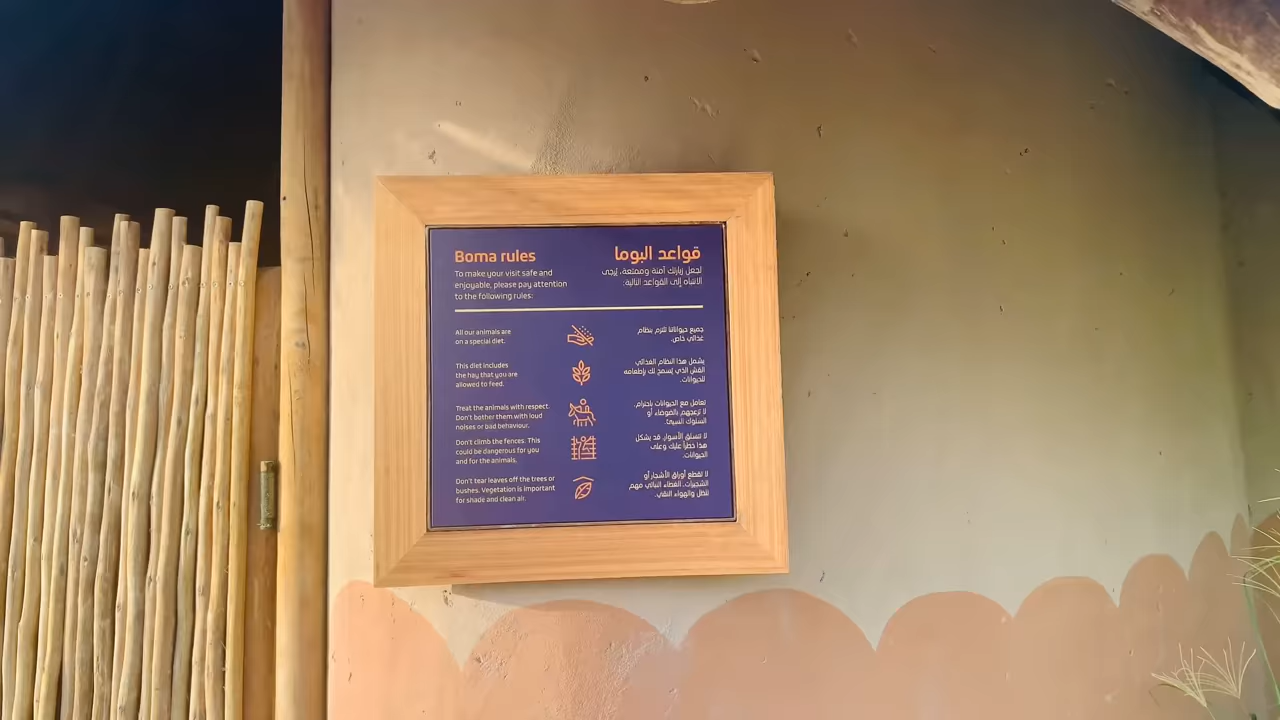 Boma rules
To make your visit safe and
enjoyable, please pay attention
to the following rules:
قواعد البوما
لجعل زيارتك آمنة وممتعة، يُرجى
الانتباه إلى القواعد التالية:
All our animals are
on a special diet.
جميع حيواناتنا تلتزم بنظام
غذائي خاص.
This diet includes
the hay that you are
allowed to feed.
يشمل هذا النظام الغذائي
القش الذي يُسمح لك بإطعامه
للحيوانات.
Treat the animals with respect.
Don't bother them with loud
noises or bad behaviour.
تعامل مع الحيوانات باحترام.
لا تزعجهم بالضوضاء أو
السلوك السيئ.
Don't climb the fences. This
could be dangerous for you
and for the animals.
لا تتسلق الأسوار. قد يشكل
هذا خطراً عليك وعلى
الحيوانات.
Don't tear leaves off the trees or
bushes. Vegetation is important
for shade and clean air.
لا تقطع أوراق الأشجار أو
الشجيرات. الغطاء النباتي مهم
للظل والهواء النقي.